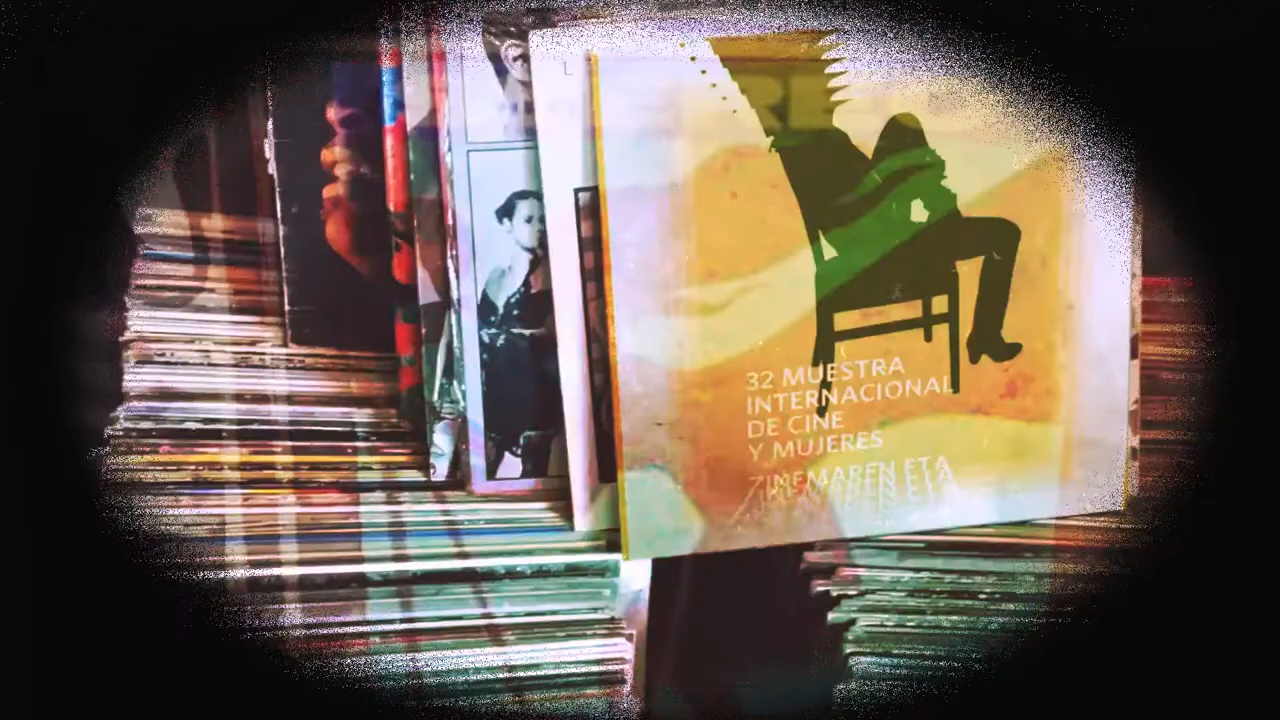 32 MUESTRA
INTERNACIONAL
DE CINE
Y MUJERES
ZINEMAREN ETA